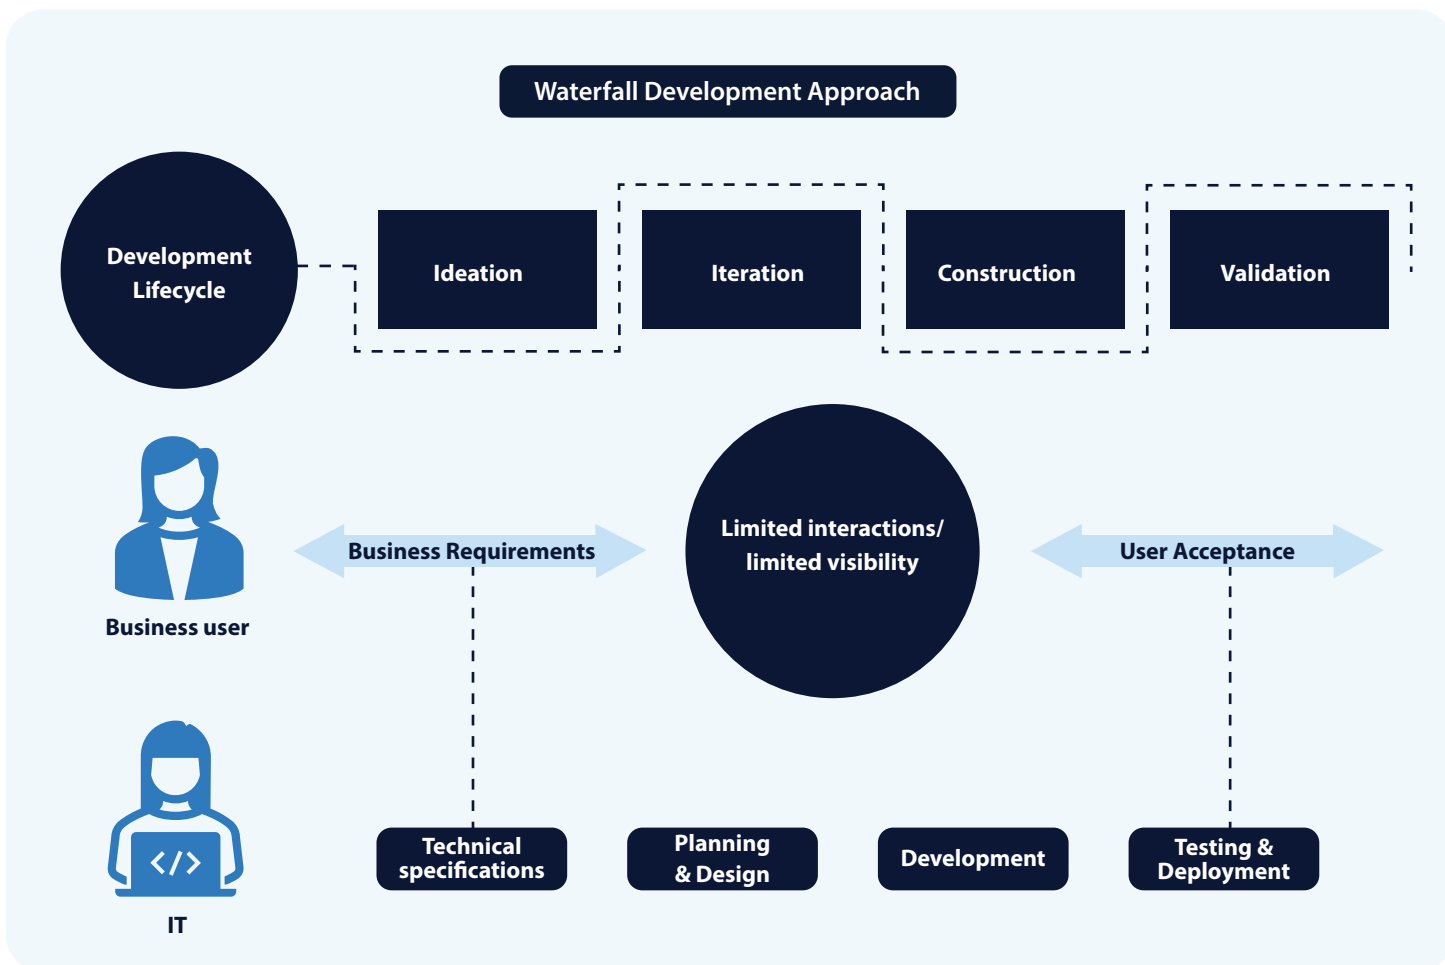 Waterfall Development Approach
Development
Lifecycle
Ideation
Iteration
Construction
Validation
Limited interactions/
limited visibility
Business Requirements
User Acceptance
Business user
Technical
specifications
Planning
& Design
Development
Testing &
Deployment
</>
IT